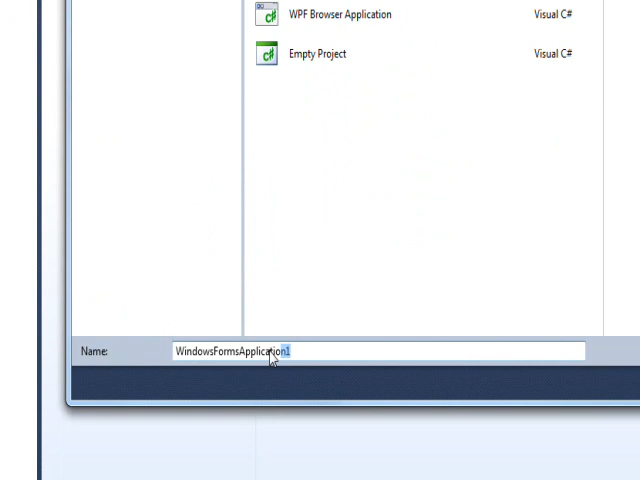 WPF Browser Application Visual C#
Empty Project Visual C#
Name: WindowsFormsApplication1